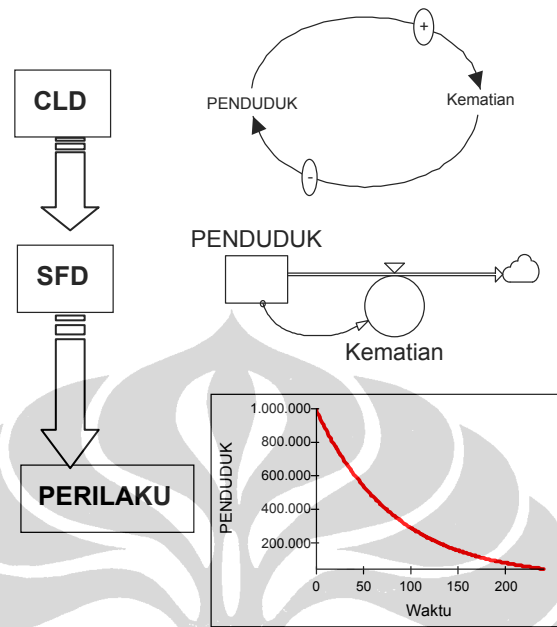 +
CLD
PENDUDUK
Kematian
-
PENDUDUK
SFD
Kematian
1.000.000
800.000
600.000
400.000
200.000
PENDUDUK
0
50
100
150
200
Waktu
PERILAKU